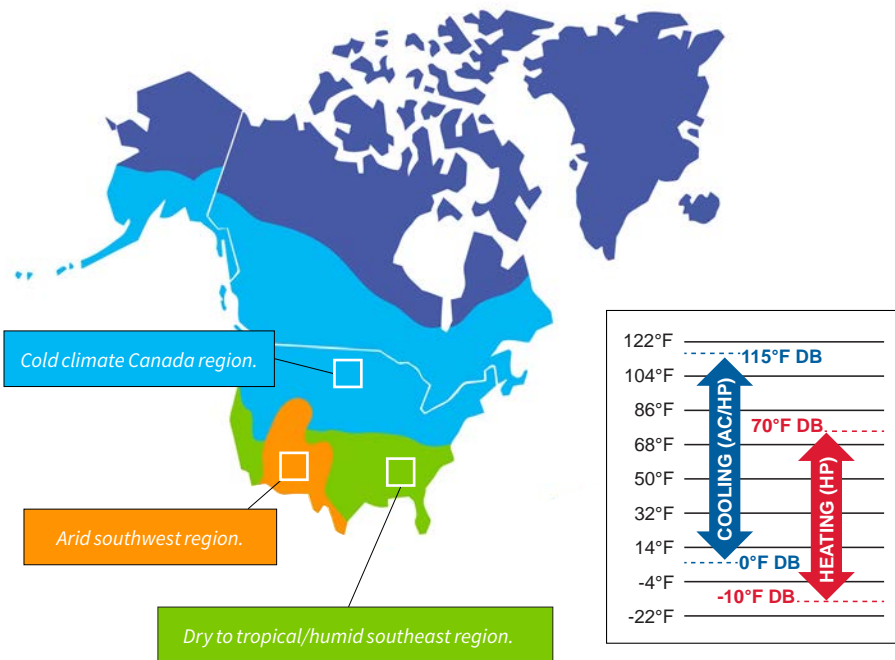 Cold climate Canada region.
Arid southwest region.
Dry to tropical/humid southeast region.
122°F
115°F DB
104°F
86°F
70°F DB
68°F
50°F
32°F
14°F
0°F DB
-4°F
-10°F DB
-22°F
COOLING (AC/HP)
HEATING (HP)